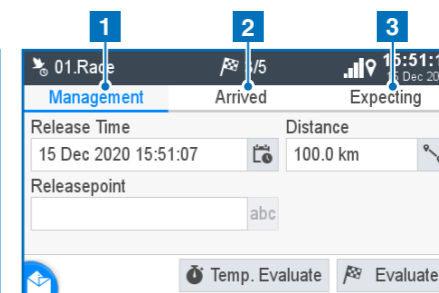 1 2 3
01.Race /5 15:51:1
15 Dec 20
Management Arrived Expecting
Release Time Distance
15 Dec 2020 15:51:07 100.0 km
Releasepoint
abc
Temp. Evaluate Evaluate